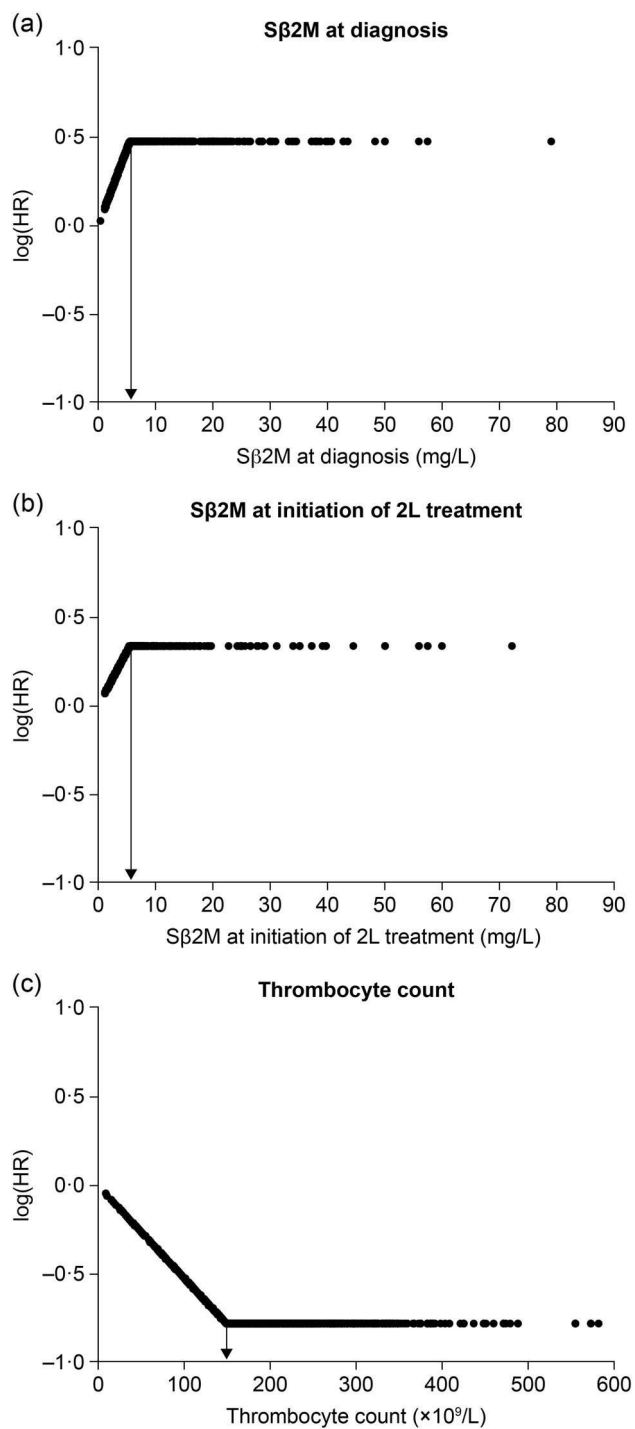 (a)
Sβ2M at diagnosis
1·0
0·5
0·0
–0·5
–1·0
log(HR)
0 10 20 30 40 50 60 70 80 90
Sβ2M at diagnosis (mg/L)
(b)
Sβ2M at initiation of 2L treatment
1·0
0·5
0·0
–0·5
–1·0
log(HR)
0 10 20 30 40 50 60 70 80 90
Sβ2M at initiation of 2L treatment (mg/L)
(c)
Thrombocyte count
1·0
0·5
0·0
–0·5
–1·0
log(HR)
0 100 200 300 400 500 600
Thrombocyte count (×10⁹/L)